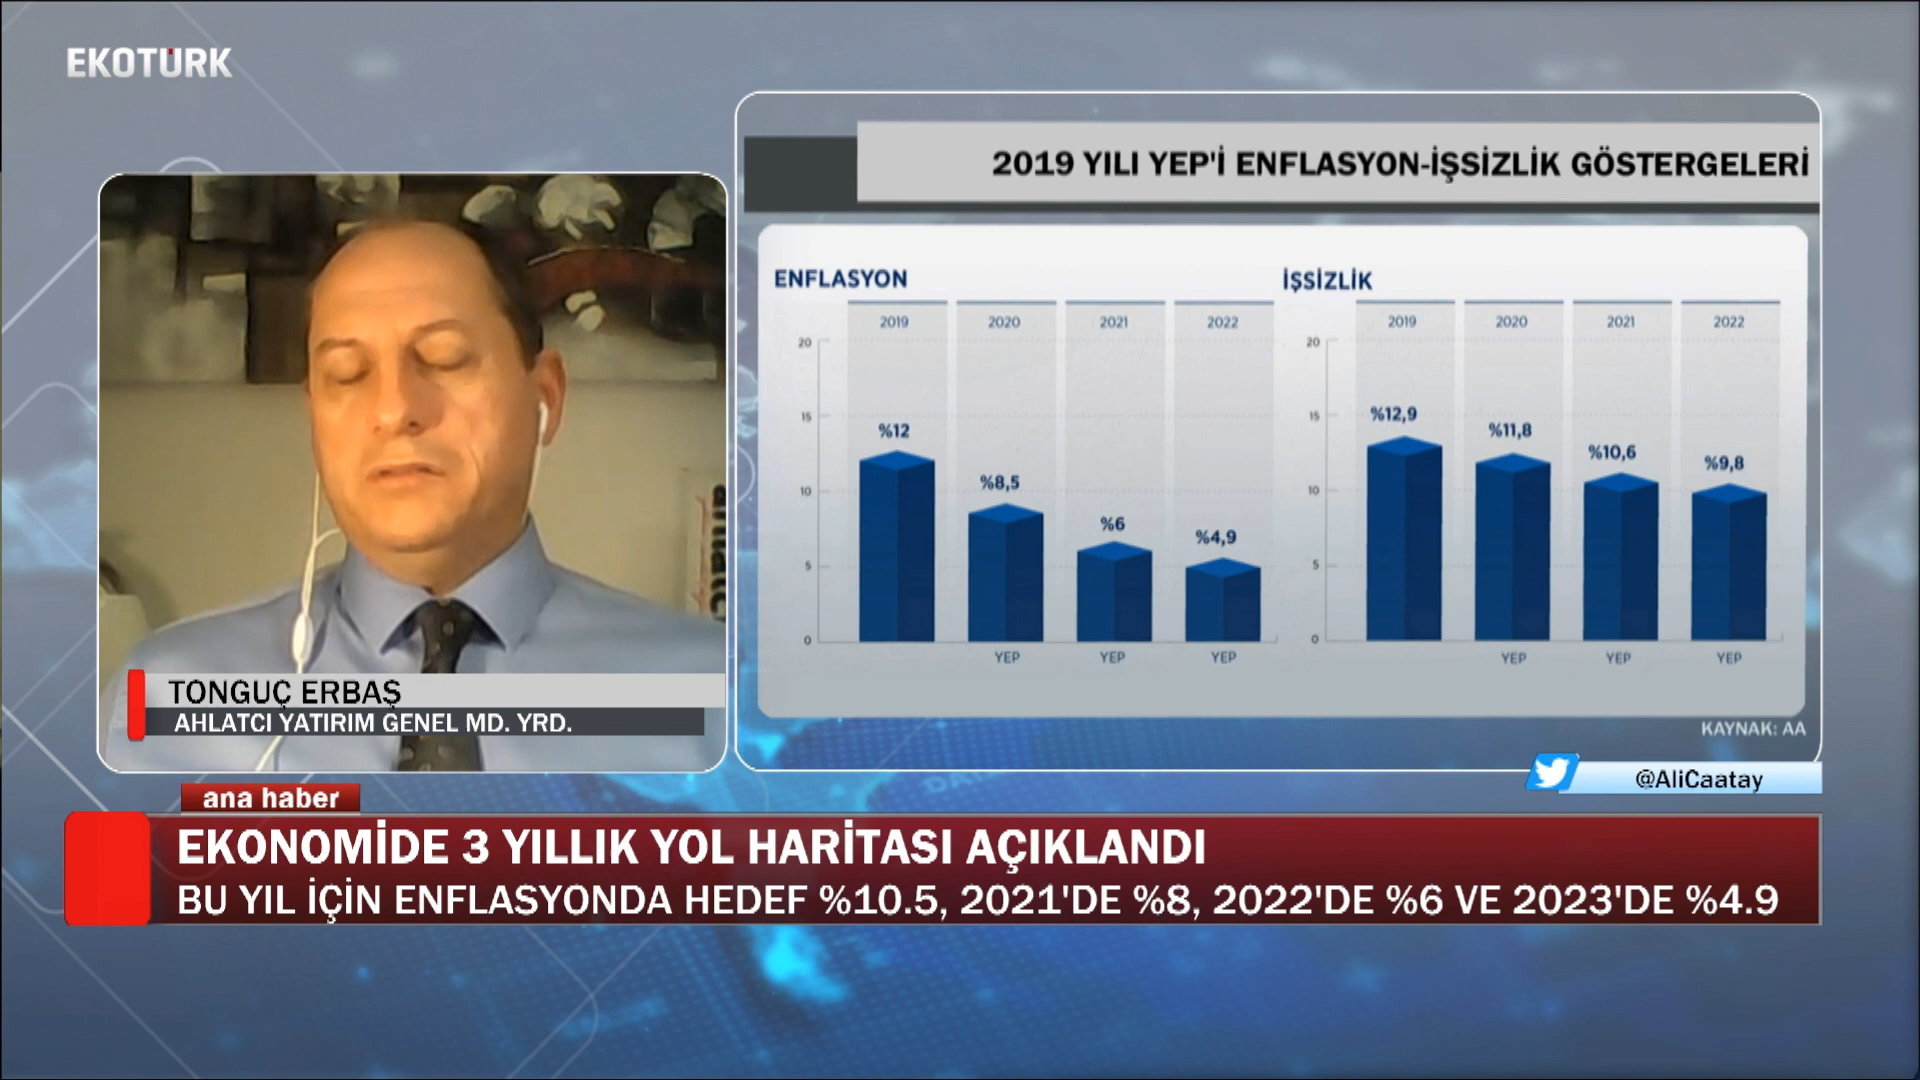 EKOTÜRK
2019 YILI YEP'İ ENFLASYON-İŞSİZLİK GÖSTERGELERİ
ENFLASYON
2019 2020 2021 2022
20
15
10
5
0
%12
%8,5
%6
%4,9
YEP YEP YEP
İŞSİZLİK
2019 2020 2021 2022
20
15
10
5
0
%12,9
%11,8
%10,6
%9,8
YEP YEP YEP
KAYNAK: AA
TONGUÇ ERBAŞ
AHLATCI YATIRIM GENEL MD. YRD.
@AliCaatay
ana haber
EKONOMİDE 3 YILLIK YOL HARİTASI AÇIKLANDI
BU YIL İÇİN ENFLASYONDA HEDEF %10.5, 2021'DE %8, 2022'DE %6 VE 2023'DE %4.9